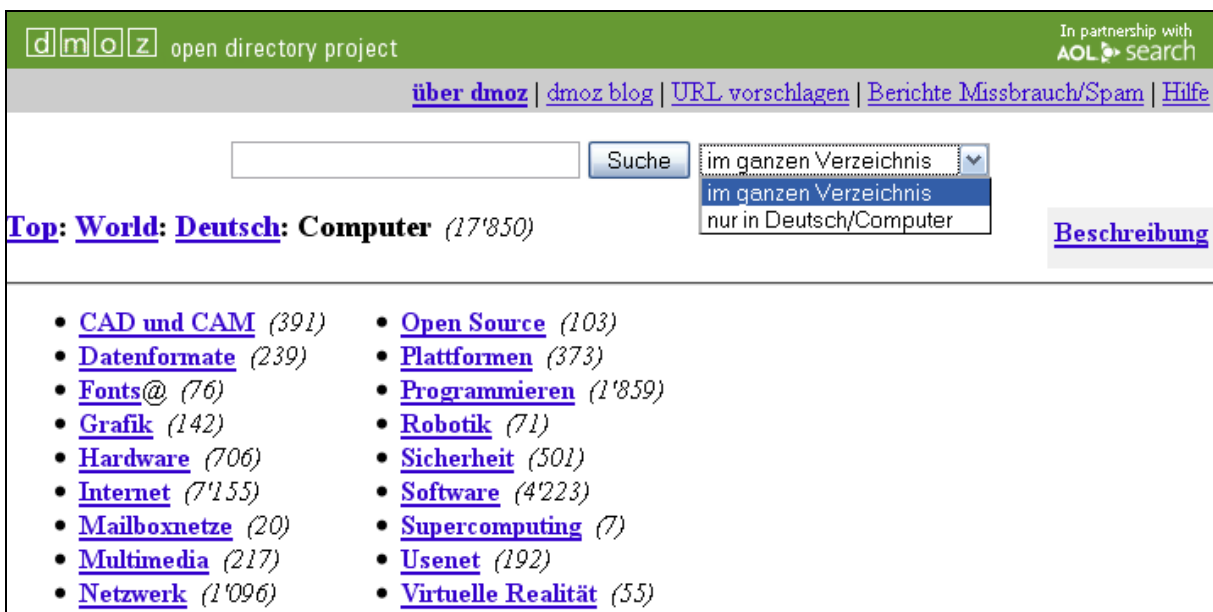 dmoz open directory project
In partnership with
AOL search
über dmoz | dmoz blog | URL vorschlagen | Berichte Missbrauch/Spam | Hilfe
Suche
im ganzen Verzeichnis
im ganzen Verzeichnis
nur in Deutsch/Computer
Top: World: Deutsch: Computer (17'850)
Beschreibung
• CAD und CAM (391)
• Datenformate (239)
• Fonts@ (76)
• Grafik (142)
• Hardware (706)
• Internet (7'155)
• Mailboxnetze (20)
• Multimedia (217)
• Netzwerk (1'096)
• Open Source (103)
• Plattformen (373)
• Programmieren (1'859)
• Robotik (71)
• Sicherheit (501)
• Software (4'223)
• Supercomputing (7)
• Usenet (192)
• Virtuelle Realität (55)